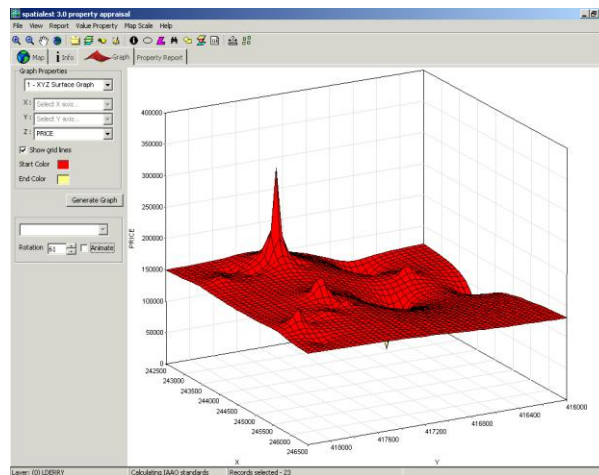 spatialest 3.0 property appraisal
File View Report Value Property Map Scale Help
Map Info Graph Property Report
Graph Properties
1 - XYZ Surface Graph
X : Select X axis...
Y : Select Y axis...
Z : PRICE
Show grid lines
Start Color
End Color
Generate Graph
Rotation 61 Animate
400000
350000
300000
250000
200000
150000
100000
50000
0
PRICE
242500
243000
243500
244000
244500
245000
245500
246000
246500
X
418000
417600
417200
416800
416400
416000
Y
Layer: (0) LDERRY Calculating IAAO standards Records selected - 23